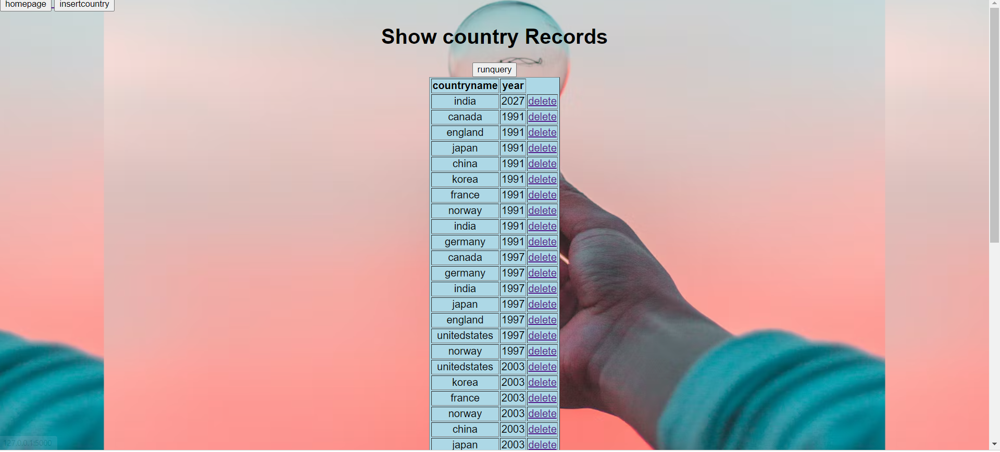 homepage insertcountry
Show country Records
runquery
countryname year
india 2027 delete
canada 1991 delete
england 1991 delete
japan 1991 delete
china 1991 delete
korea 1991 delete
france 1991 delete
norway 1991 delete
india 1991 delete
germany 1991 delete
canada 1997 delete
germany 1997 delete
india 1997 delete
japan 1997 delete
england 1997 delete
unitedstates 1997 delete
norway 1997 delete
unitedstates 2003 delete
korea 2003 delete
france 2003 delete
norway 2003 delete
china 2003 delete
japan 2003 delete
127.0.0.1:5000